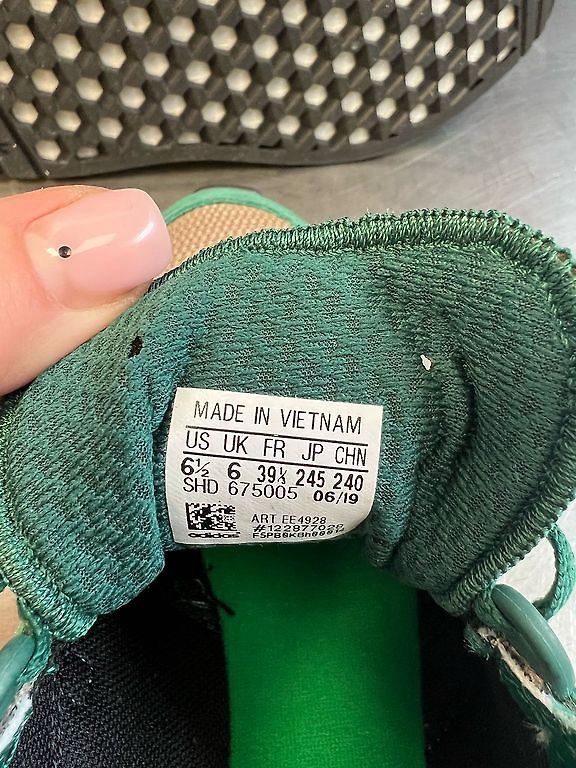 MADE IN VIETNAM
US UK FR JP CHN
6½ 6 39⅓ 245 240
SHD 675005 06/19
ART EE4928
adidas